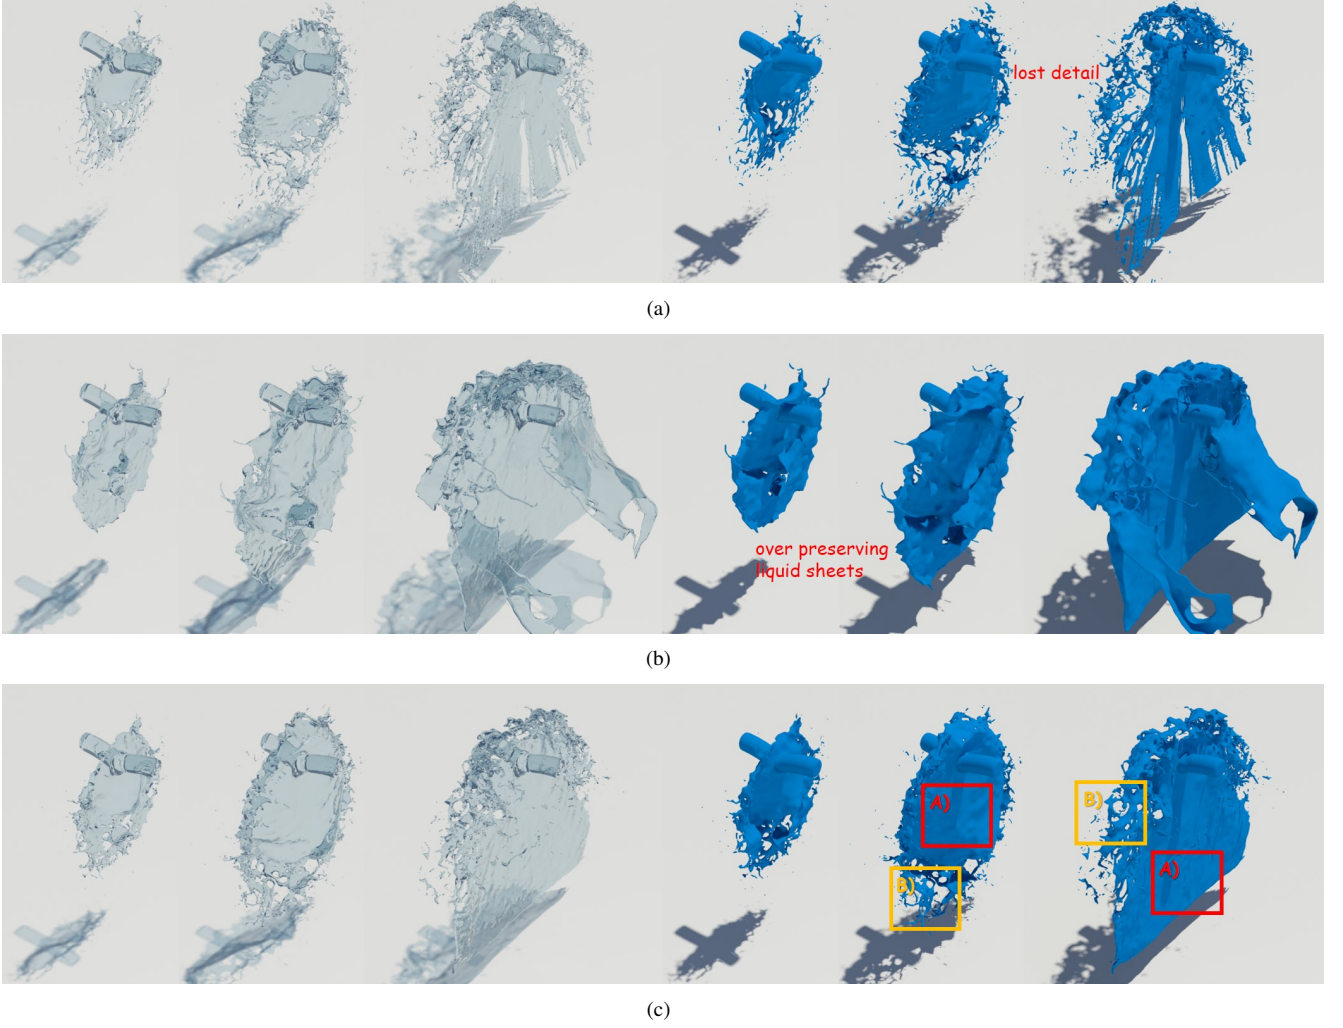 lost detail
(a)
over preserving
liquid sheets
(b)
A)
B)
B)
A)
(c)